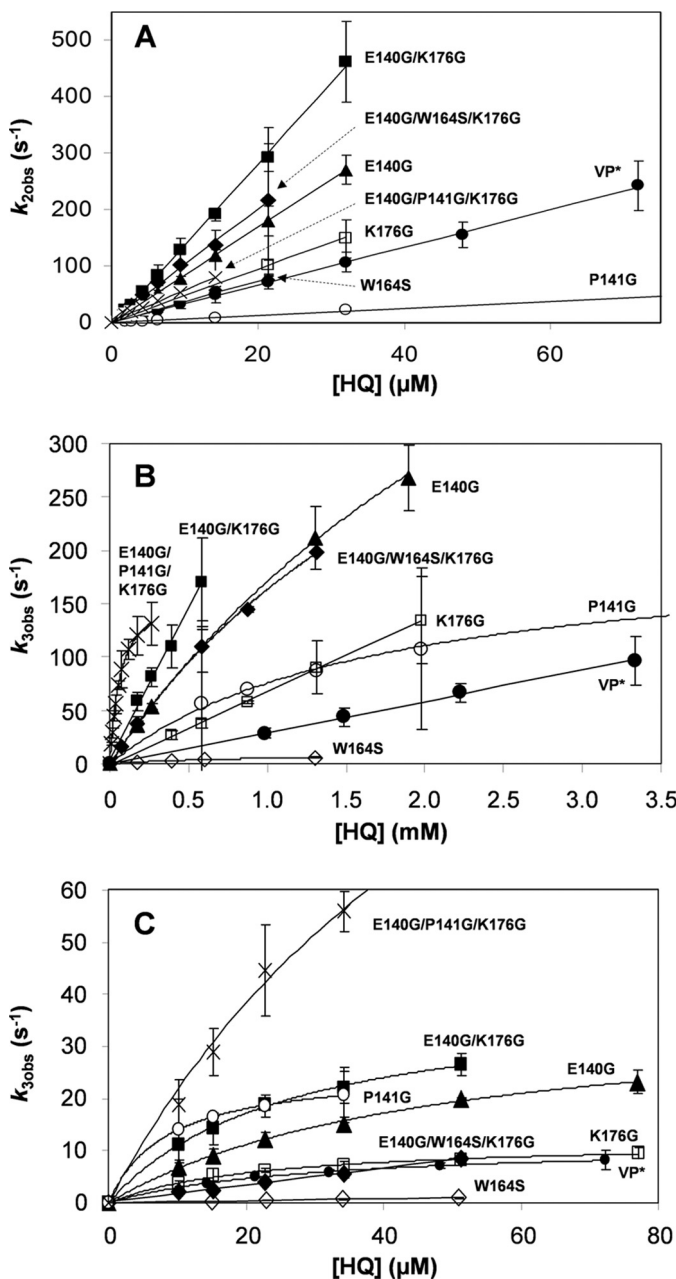 A
500
400
300
200
100
0
k2obs (s-1)
E140G/K176G
E140G/W164S/K176G
E140G
E140G/P141G/K176G
K176G
W164S
VP*
P141G
0 20 40 60
[HQ] (µM)
B
300
250
200
150
100
50
0
k3obs (s-1)
E140G/
P141G/
K176G
E140G/K176G
E140G
E140G/W164S/K176G
K176G
P141G
VP*
W164S
0 0.5 1.0 1.5 2.0 2.5 3.0 3.5
[HQ] (mM)
C
60
50
40
30
20
10
0
k3obs (s-1)
E140G/P141G/K176G
E140G/K176G
E140G
P141G
E140G/W164S/K176G
K176G
VP*
W164S
0 20 40 60 80
[HQ] (µM)